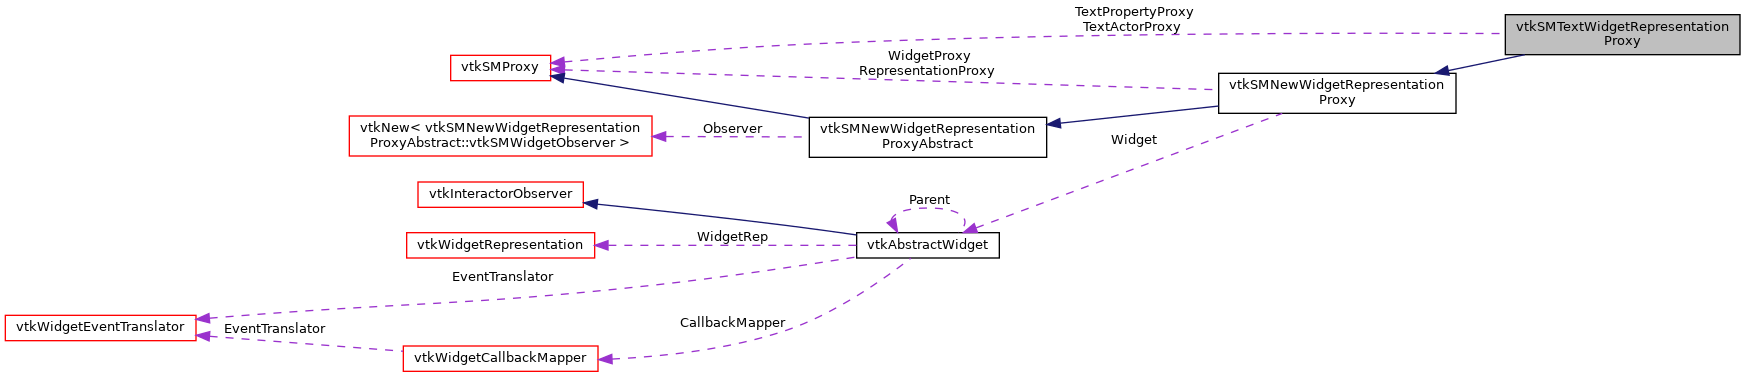 TextPropertyProxy
TextActorProxy
vtkSMTextWidgetRepresentation
Proxy
WidgetProxy
RepresentationProxy
vtkSMProxy
vtkSMNewWidgetRepresentation
Proxy
vtkNew< vtkSMNewWidgetRepresentation
ProxyAbstract::vtkSMWidgetObserver >
Observer
vtkSMNewWidgetRepresentation
ProxyAbstract
Widget
vtkInteractorObserver
Parent
vtkWidgetRepresentation
WidgetRep
vtkAbstractWidget
EventTranslator
vtkWidgetEventTranslator
EventTranslator
CallbackMapper
vtkWidgetCallbackMapper